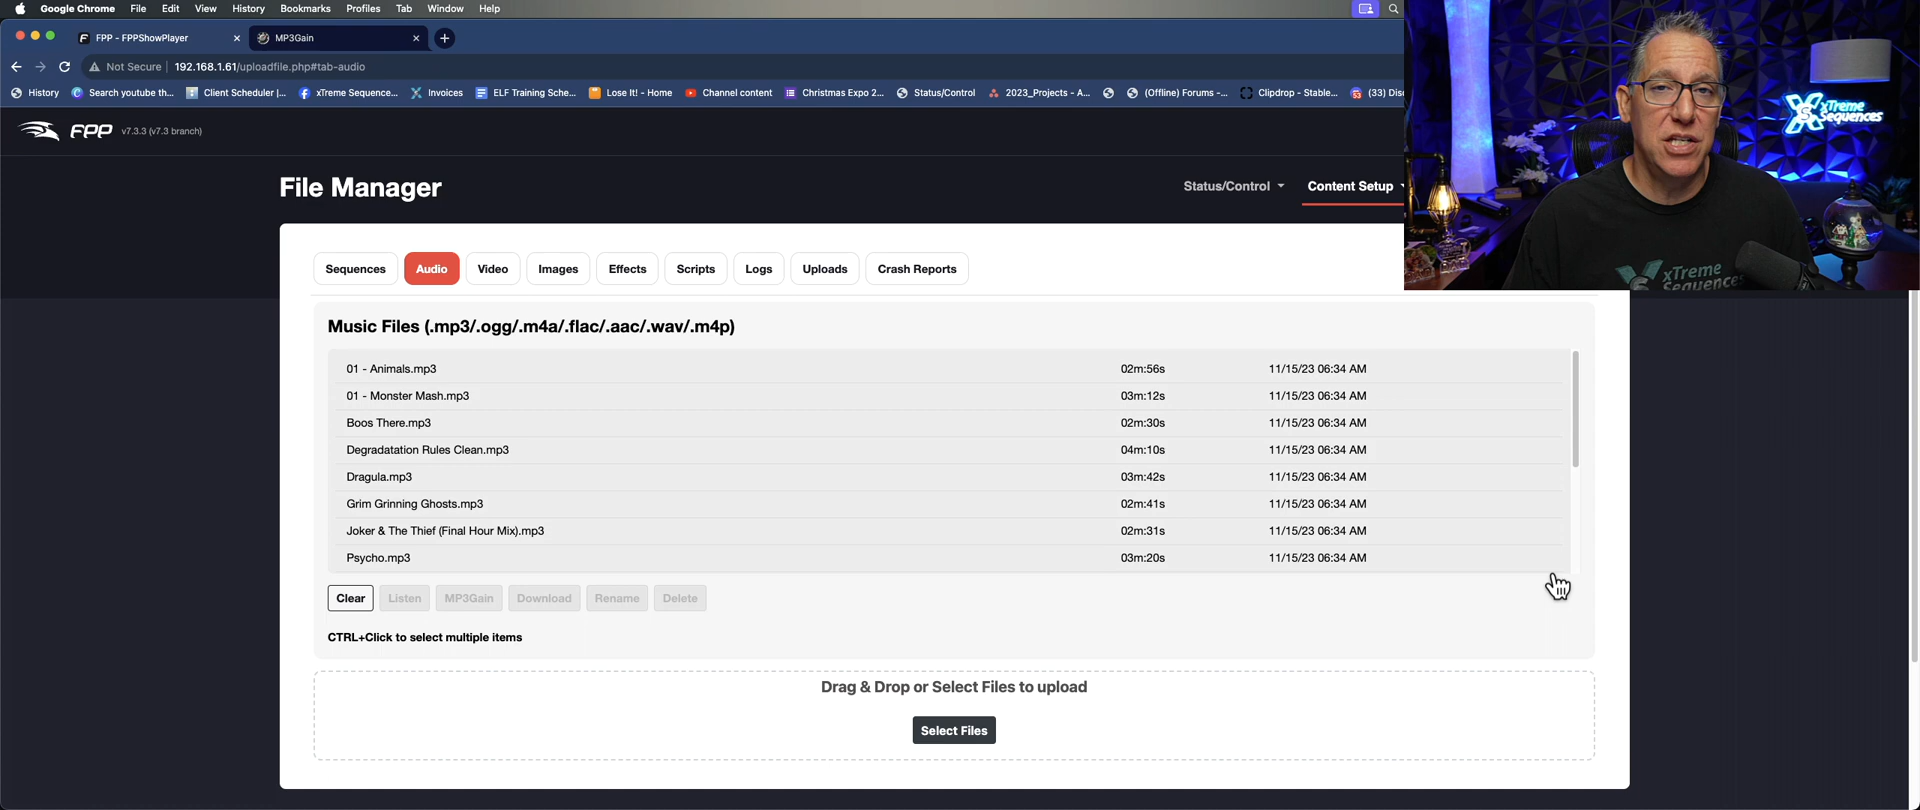 Google Chrome File Edit View History Bookmarks Profiles Tab Window Help
FPP - FPPShowPlayer MP3Gain
Not Secure 192.168.1.61/uploadfile.php#tab-audio
History Search youtube th... Client Scheduler |... xTreme Sequence... Invoices ELF Training Sche... Lose It! - Home Channel content Christmas Expo 2... Status/Control 2023_Projects - A... (Offline) Forums -... Clipdrop - Stable... (33) Disc
FPP v7.3.3 (v7.3 branch)
File Manager Status/Control Content Setup
Sequences Audio Video Images Effects Scripts Logs Uploads Crash Reports
Music Files (.mp3/.ogg/.m4a/.flac/.aac/.wav/.m4p)
01 - Animals.mp3 02m:56s 11/15/23 06:34 AM
01 - Monster Mash.mp3 03m:12s 11/15/23 06:34 AM
Boos There.mp3 02m:30s 11/15/23 06:34 AM
Degradatation Rules Clean.mp3 04m:10s 11/15/23 06:34 AM
Dragula.mp3 03m:42s 11/15/23 06:34 AM
Grim Grinning Ghosts.mp3 02m:41s 11/15/23 06:34 AM
Joker & The Thief (Final Hour Mix).mp3 02m:31s 11/15/23 06:34 AM
Psycho.mp3 03m:20s 11/15/23 06:34 AM
Clear Listen MP3Gain Download Rename Delete
CTRL+Click to select multiple items
Drag & Drop or Select Files to upload
Select Files
xTreme
Sequences
xTreme
Sequences